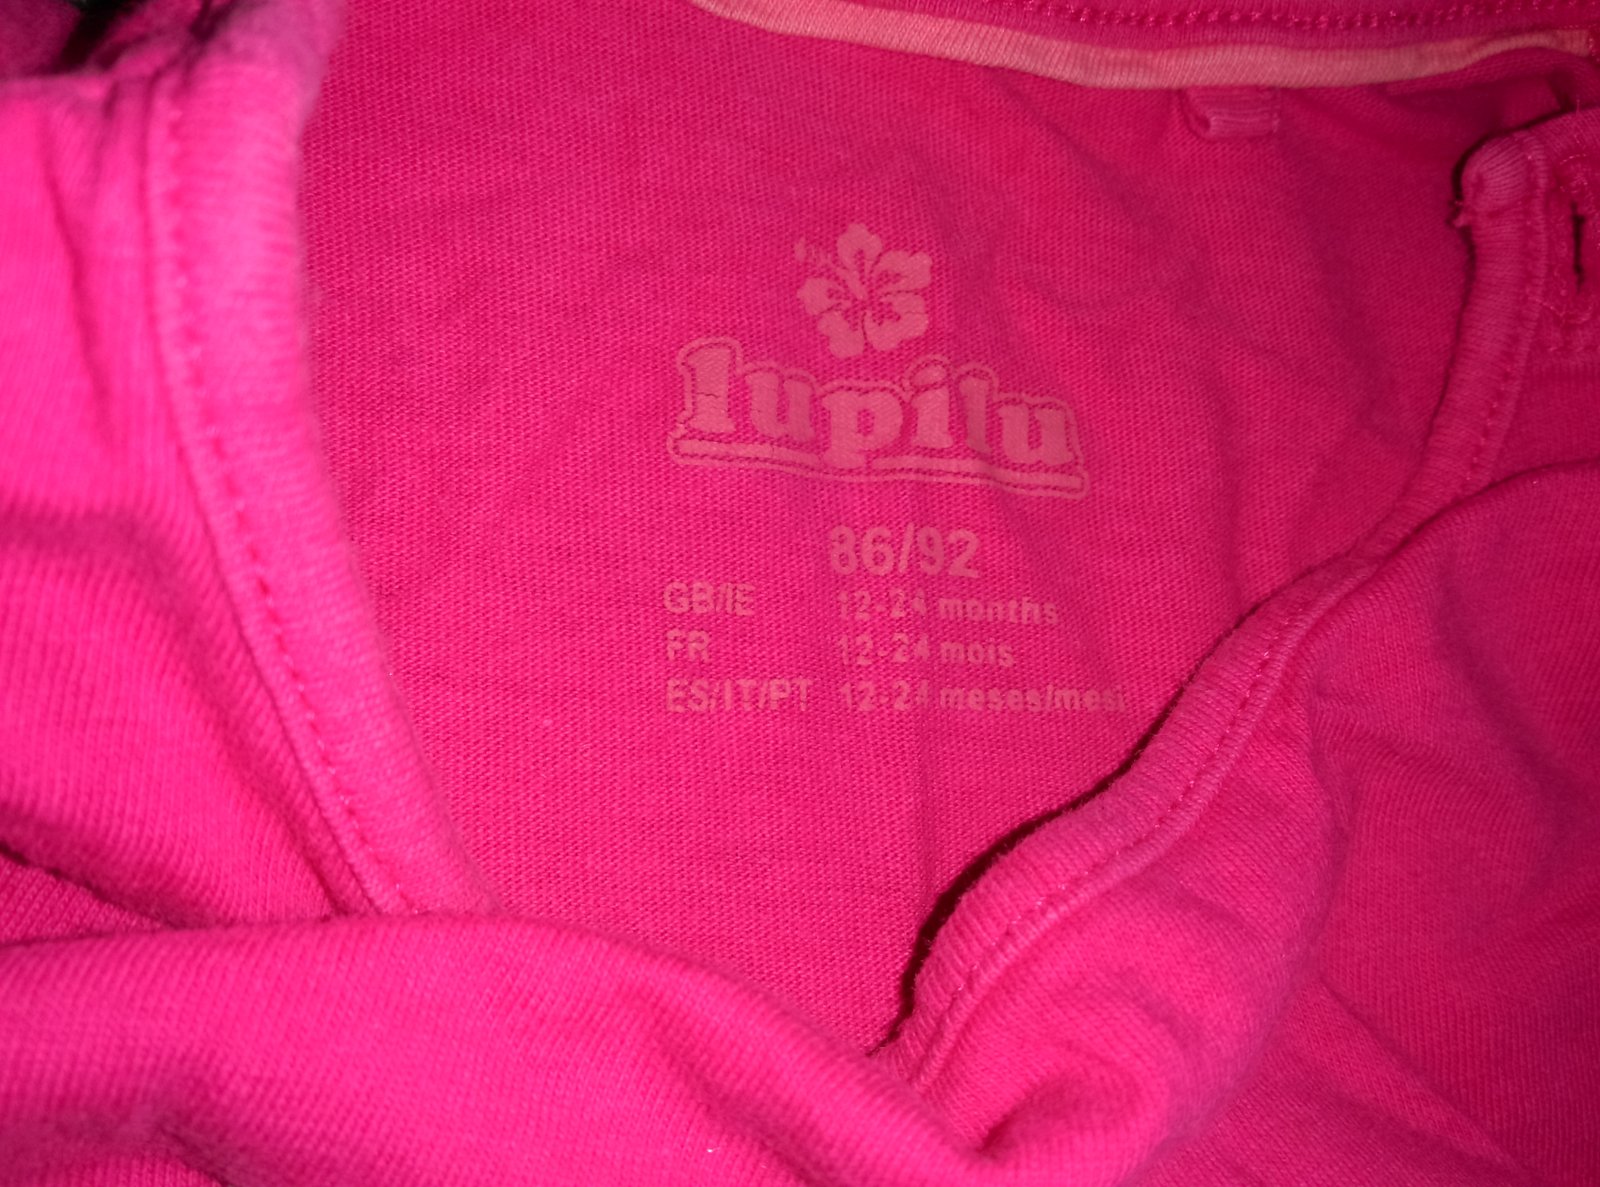 lupilu
86/92
GB/IE 12-24 months
FR 12-24 mois
ES/IT/PT 12-24 meses/mesi